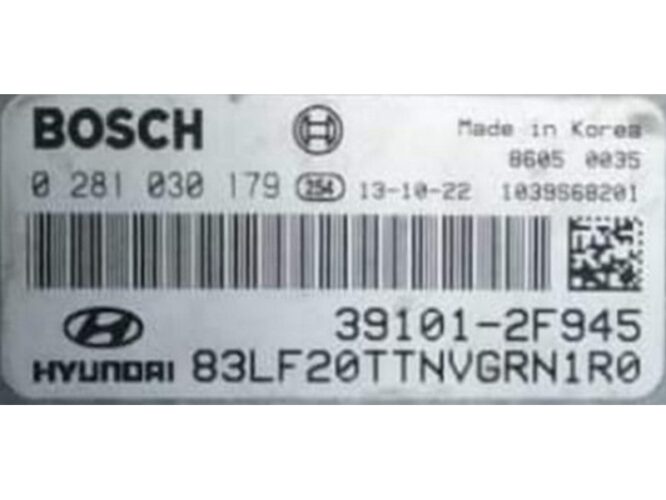 BOSCH
Made in Korea
8605 0035
0 281 030 179 254 13-10-22 1039S68201
39101-2F945
HYUNDAI 83LF20TTNVGRN1R0